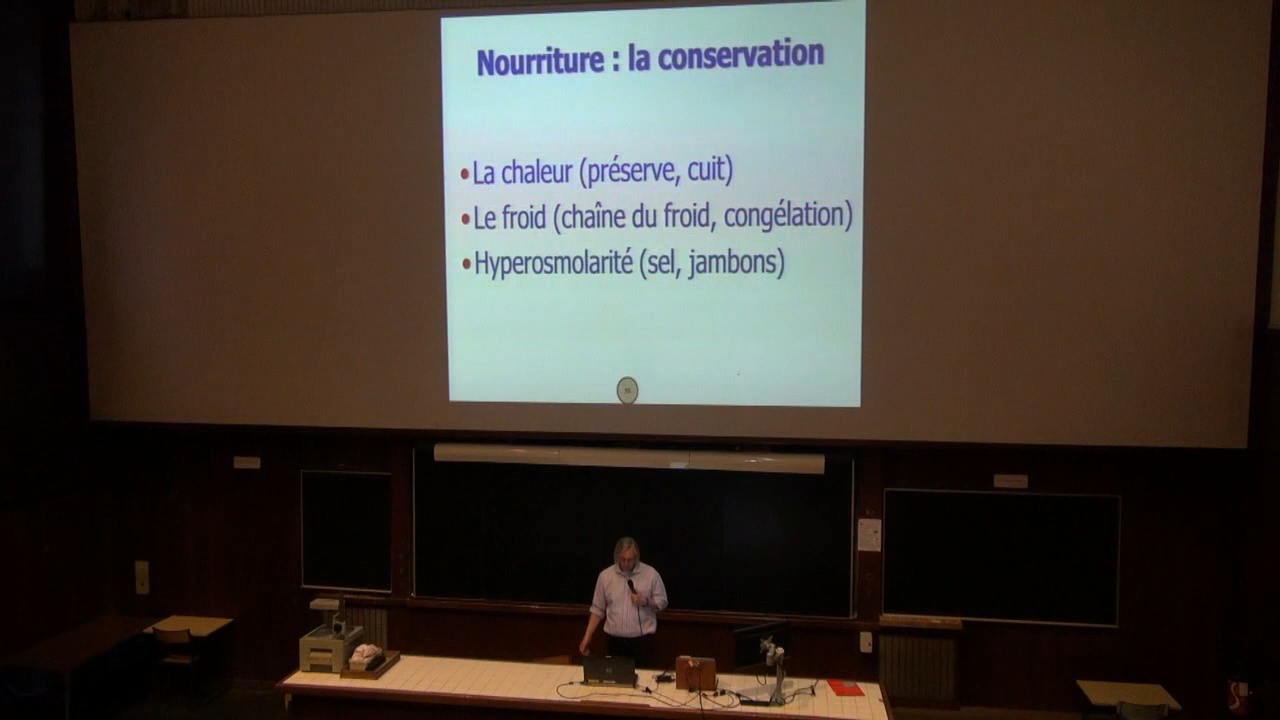 Nourriture : la conservation
•La chaleur (préserve, cuit)
•Le froid (chaîne du froid, congélation)
•Hyperosmolarité (sel, jambons)